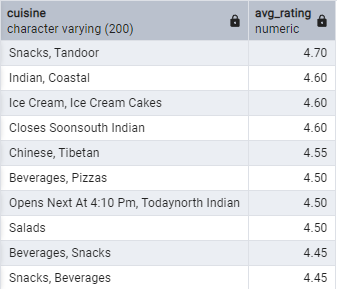 cuisine avg_rating
character varying (200) numeric
Snacks, Tandoor 4.70
Indian, Coastal 4.60
Ice Cream, Ice Cream Cakes 4.60
Closes Soonsouth Indian 4.60
Chinese, Tibetan 4.55
Beverages, Pizzas 4.50
Opens Next At 4:10 Pm, Todaynorth Indian 4.50
Salads 4.50
Beverages, Snacks 4.45
Snacks, Beverages 4.45